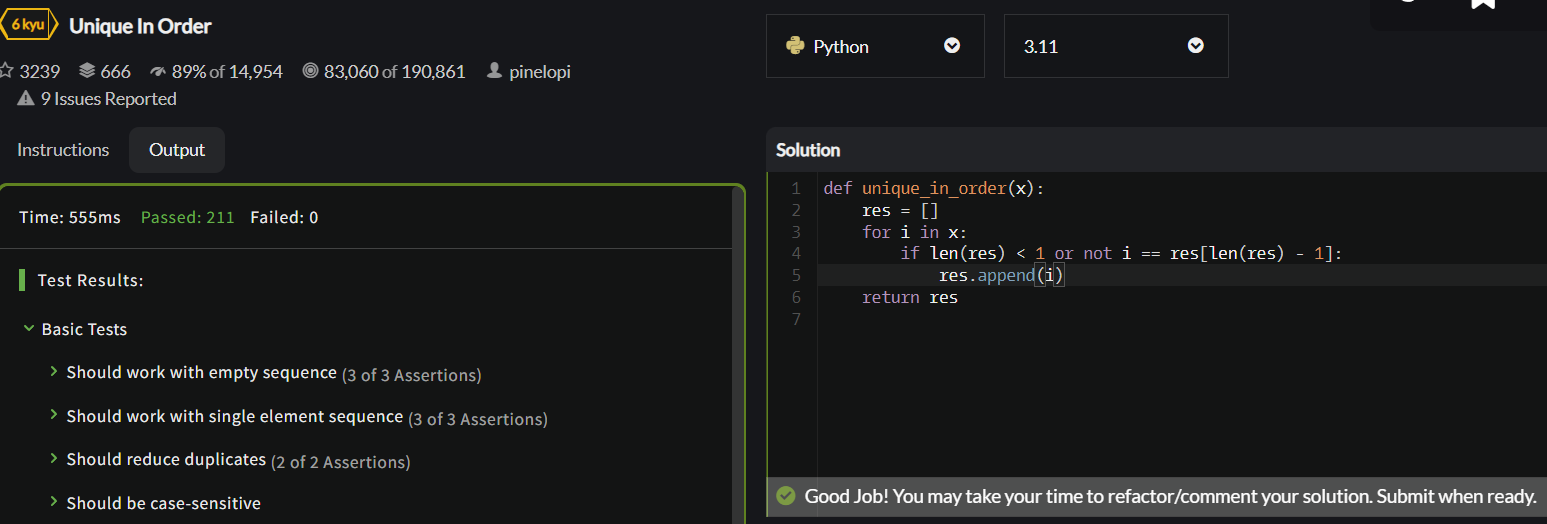 6 kyu Unique In Order
3239 666 89% of 14,954 83,060 of 190,861 pinelopi
9 Issues Reported
Instructions Output
Time: 555ms Passed: 211 Failed: 0
Test Results:
Basic Tests
Should work with empty sequence (3 of 3 Assertions)
Should work with single element sequence (3 of 3 Assertions)
Should reduce duplicates (2 of 2 Assertions)
Should be case-sensitive
Python 3.11
Solution
1 def unique_in_order(x):
2     res = []
3     for i in x:
4         if len(res) < 1 or not i == res[len(res) - 1]:
5             res.append(i)
6     return res
7
Good Job! You may take your time to refactor/comment your solution. Submit when ready.